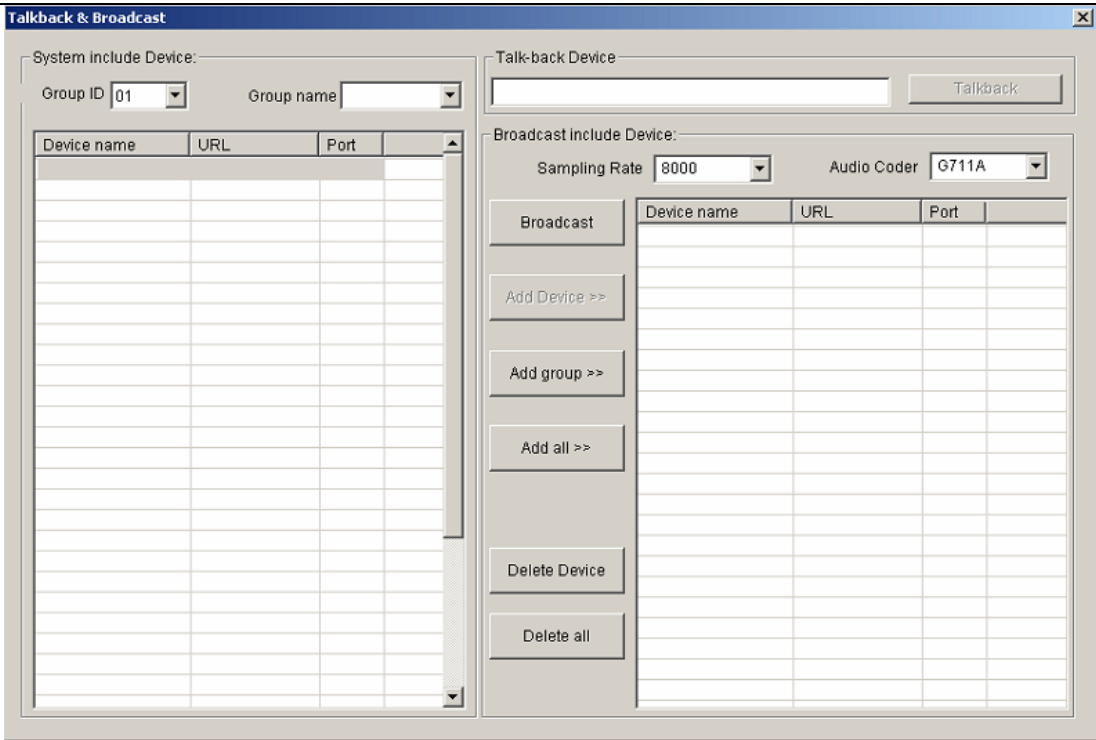 Talkback & Broadcast
System include Device:
Group ID 01 Group name
Device name URL Port
Talk-back Device
Talkback
Broadcast include Device:
Sampling Rate 8000 Audio Coder G711A
Broadcast
Device name URL Port
Add Device >>
Add group >>
Add all >>
Delete Device
Delete all